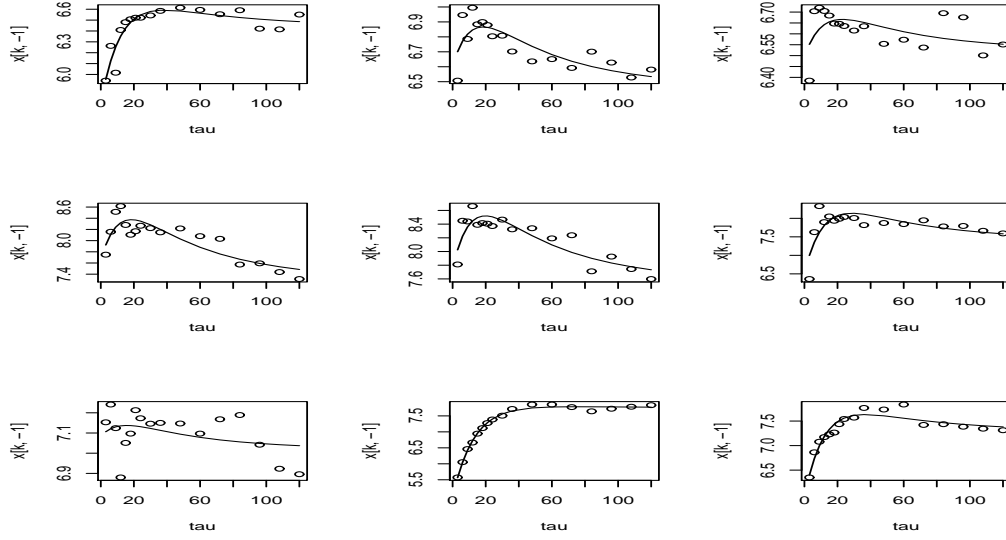 x[k, −1]
6.0 6.3 6.6
0 20 60 100
tau
x[k, −1]
6.5 6.7 6.9
0 20 60 100
tau
x[k, −1]
6.40 6.55 6.70
0 20 60 100
tau
x[k, −1]
7.4 8.0 8.6
0 20 60 100
tau
x[k, −1]
7.6 8.0 8.4
0 20 60 100
tau
x[k, −1]
6.5 7.5
0 20 60 100
tau
x[k, −1]
6.9 7.1
0 20 60 100
tau
x[k, −1]
5.5 6.5 7.5
0 20 60 100
tau
x[k, −1]
6.5 7.0 7.5
0 20 60 100
tau